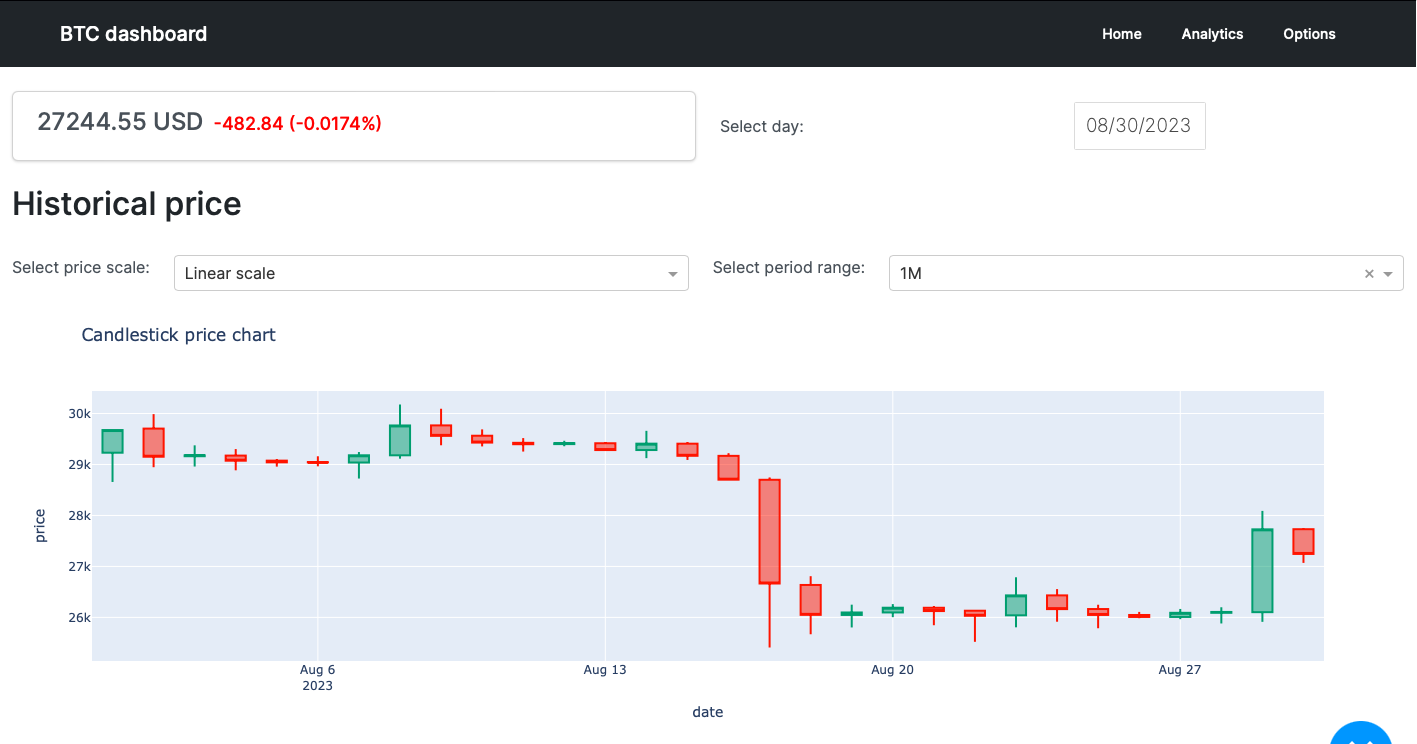 BTC dashboard
Home Analytics Options
27244.55 USD -482.84 (-0.0174%)
Select day: 08/30/2023
Historical price
Select price scale: Linear scale Select period range: 1M
Candlestick price chart
30k
29k
28k
27k
26k
price
Aug 6 Aug 13 Aug 20 Aug 27
2023
date